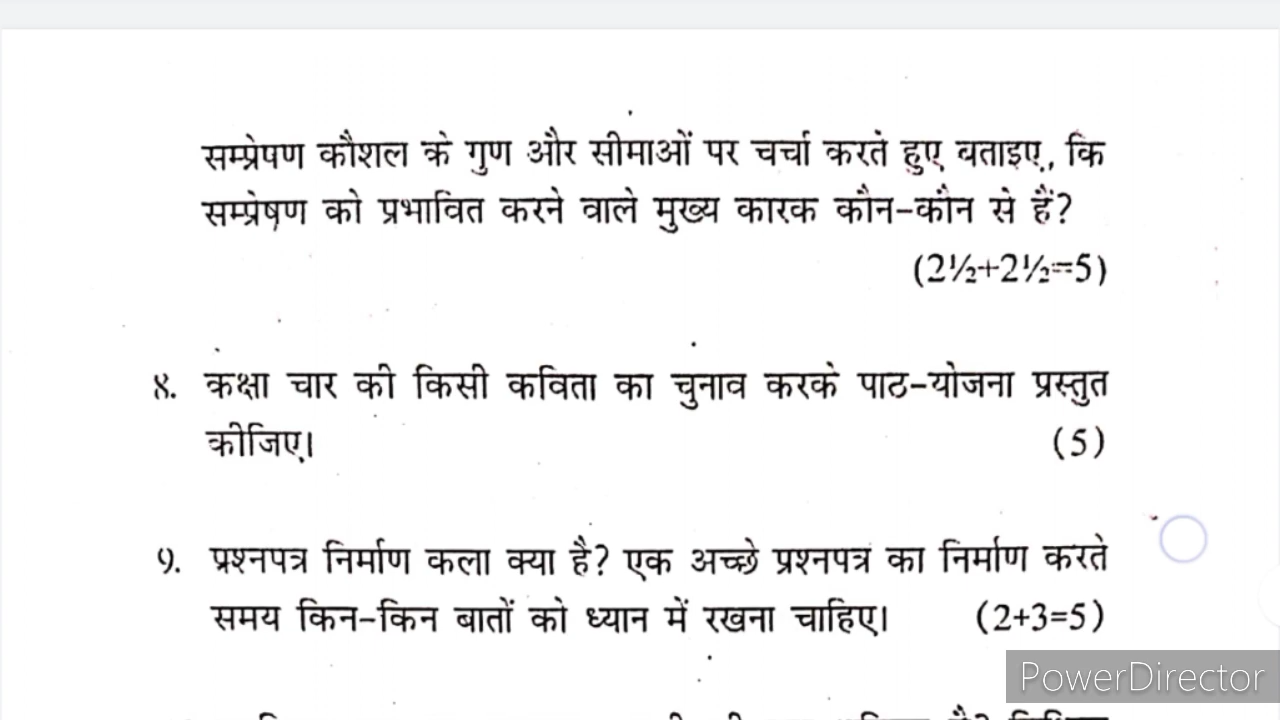 सम्प्रेषण कौशल के गुण और सीमाओं पर चर्चा करते हुए बताइए, कि
सम्प्रेषण को प्रभावित करने वाले मुख्य कारक कौन-कौन से हैं?
(2½+2½=5)
8. कक्षा चार की किसी कविता का चुनाव करके पाठ-योजना प्रस्तुत
कीजिए। (5)
9. प्रश्नपत्र निर्माण कला क्या है? एक अच्छे प्रश्नपत्र का निर्माण करते
समय किन-किन बातों को ध्यान में रखना चाहिए। (2+3=5)
PowerDirector